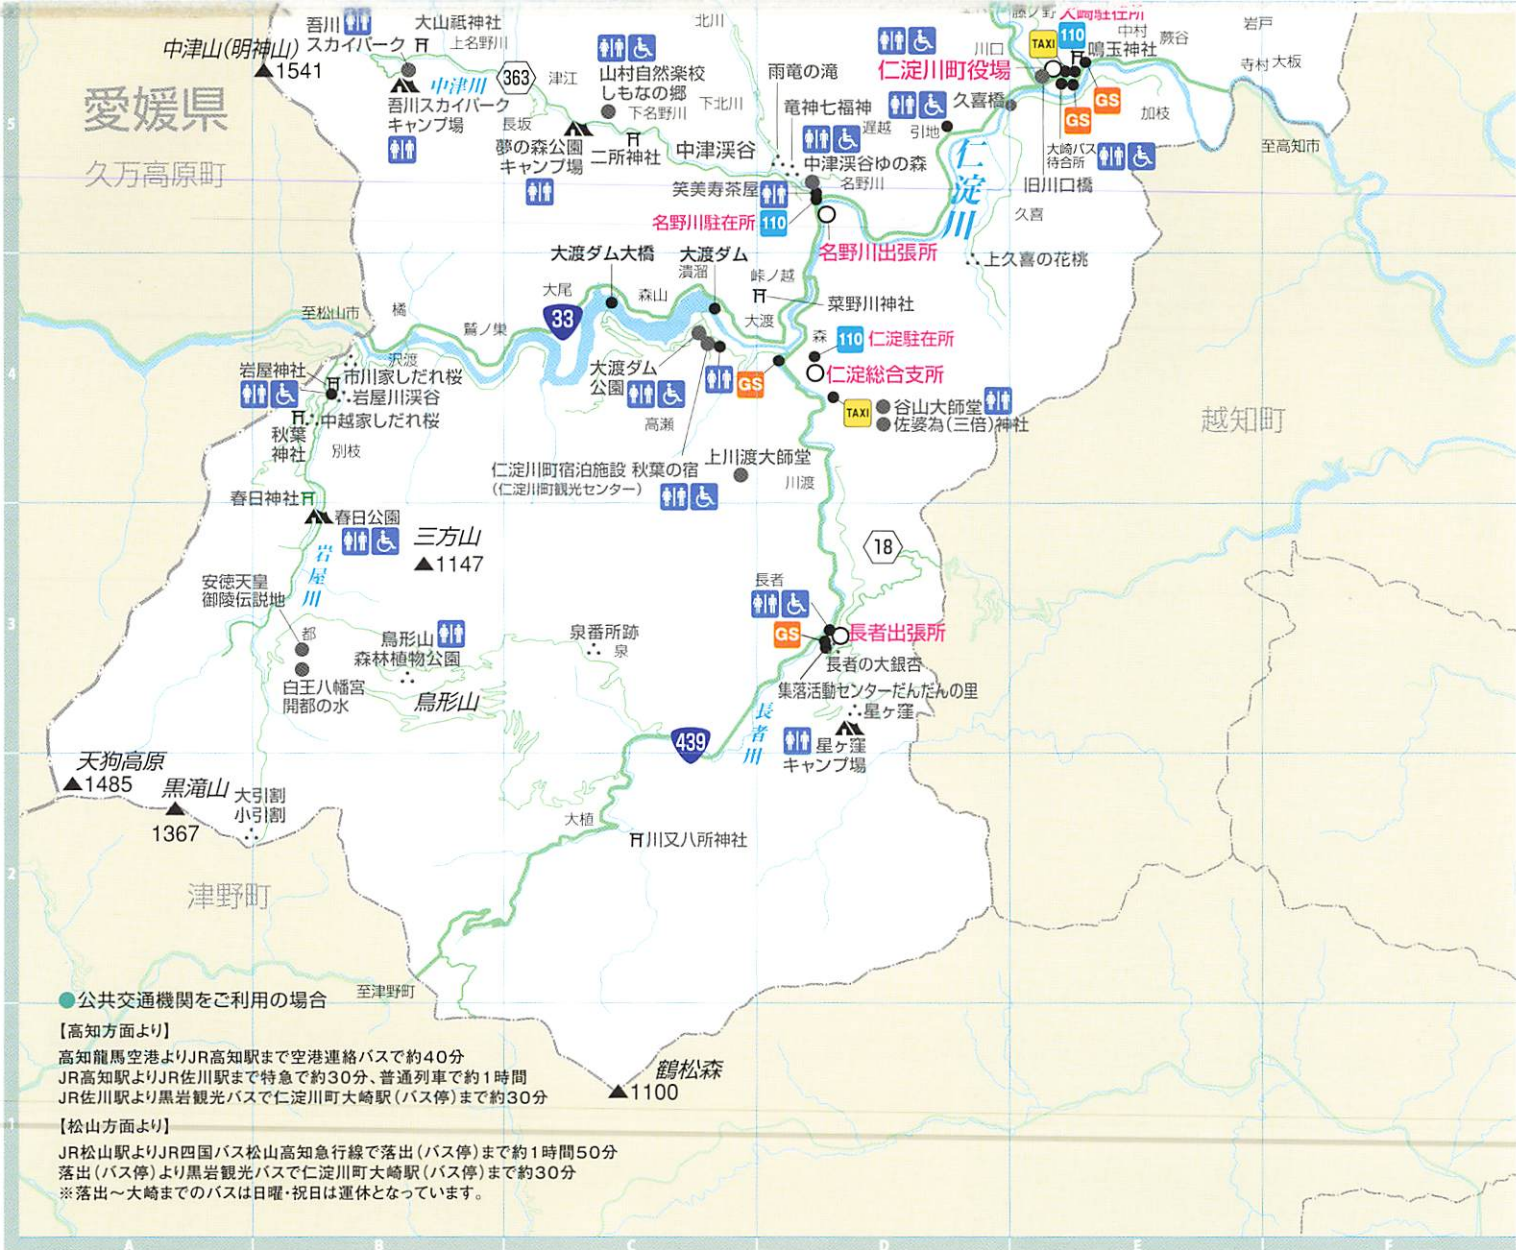 吾川
スカイパーク
大山祇神社
上名野川
北川
藤ノ野
大崎駐在所
中津山(明神山)
▲1541
中津川
363
津江
山村自然楽校
しもなの郷
下名野川
下北川
雨竜の滝
竜神七福神
川口
TAXI
110
鳴玉神社
中村
蕨谷
岩戸
寺村
大板
仁淀川町役場
GS
GS
加枝
至高知市
愛媛県
久万高原町
吾川スカイパーク
キャンプ場
長坂
夢の森公園
キャンプ場
二所神社
中津渓谷
中津渓谷ゆの森
名野川
遅越
引地
久喜橋
大崎バス
待合所
旧川口橋
久喜
仁淀川
笑美寿茶屋
名野川駐在所
110
名野川出張所
上久喜の花桃
大渡ダム大橋
大渡ダム
潰溜
峠ノ越
大尾
森山
菜野川神社
大渡
33
至松山市
橘
鷲ノ巣
森
110
仁淀駐在所
仁淀総合支所
岩屋神社
沢渡
市川家しだれ桜
岩屋川渓谷
中越家しだれ桜
秋葉
神社
別枝
大渡ダム
公園
GS
高瀬
TAXI
谷山大師堂
佐婆為(三倍)神社
越知町
仁淀川町宿泊施設 秋葉の宿
(仁淀川町観光センター)
上川渡大師堂
川渡
春日神社
春日公園
三方山
▲1147
岩屋川
18
安徳天皇
御陵伝説地
都
白王八幡宮
開都の水
鳥形山
森林植物公園
鳥形山
泉番所跡
泉
長者
GS
長者出張所
長者の大銀杏
集落活動センターだんだんの里
星ヶ窪
星ヶ窪
キャンプ場
長者川
439
天狗高原
▲1485
黒滝山
1367
大引割
小引割
大植
川又八所神社
津野町
至津野町
鶴松森
▲1100
●公共交通機関をご利用の場合
【高知方面より】
高知龍馬空港よりJR高知駅まで空港連絡バスで約40分
JR高知駅よりJR佐川駅まで特急で約30分、普通列車で約1時間
JR佐川駅より黒岩観光バスで仁淀川町大崎駅(バス停)まで約30分
【松山方面より】
JR松山駅よりJR四国バス松山高知急行線で落出(バス停)まで約1時間50分
落出(バス停)より黒岩観光バスで仁淀川町大崎駅(バス停)まで約30分
※落出～大崎までのバスは日曜・祝日は運休となっています。
5
4
3
2
1
A
B
C
D
E
F